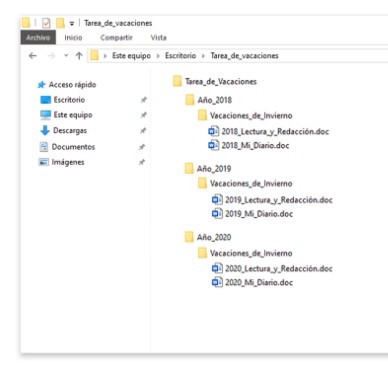 Tarea_de_vacaciones
Archivo Inicio Compartir Vista
Este equipo > Escritorio > Tarea_de_vacaciones
Acceso rápido
Escritorio
Este equipo
Descargas
Documentos
Imágenes
Tarea_de_Vacaciones
Año_2018
Vacaciones_de_Invierno
2018_Lectura_y_Redacción.doc
2018_Mi_Diario.doc
Año_2019
Vacaciones_de_Invierno
2019_Lectura_y_Redacción.doc
2019_Mi_Diario.doc
Año_2020
Vacaciones_de_Invierno
2020_Lectura_y_Redacción.doc
2020_Mi_Diario.doc